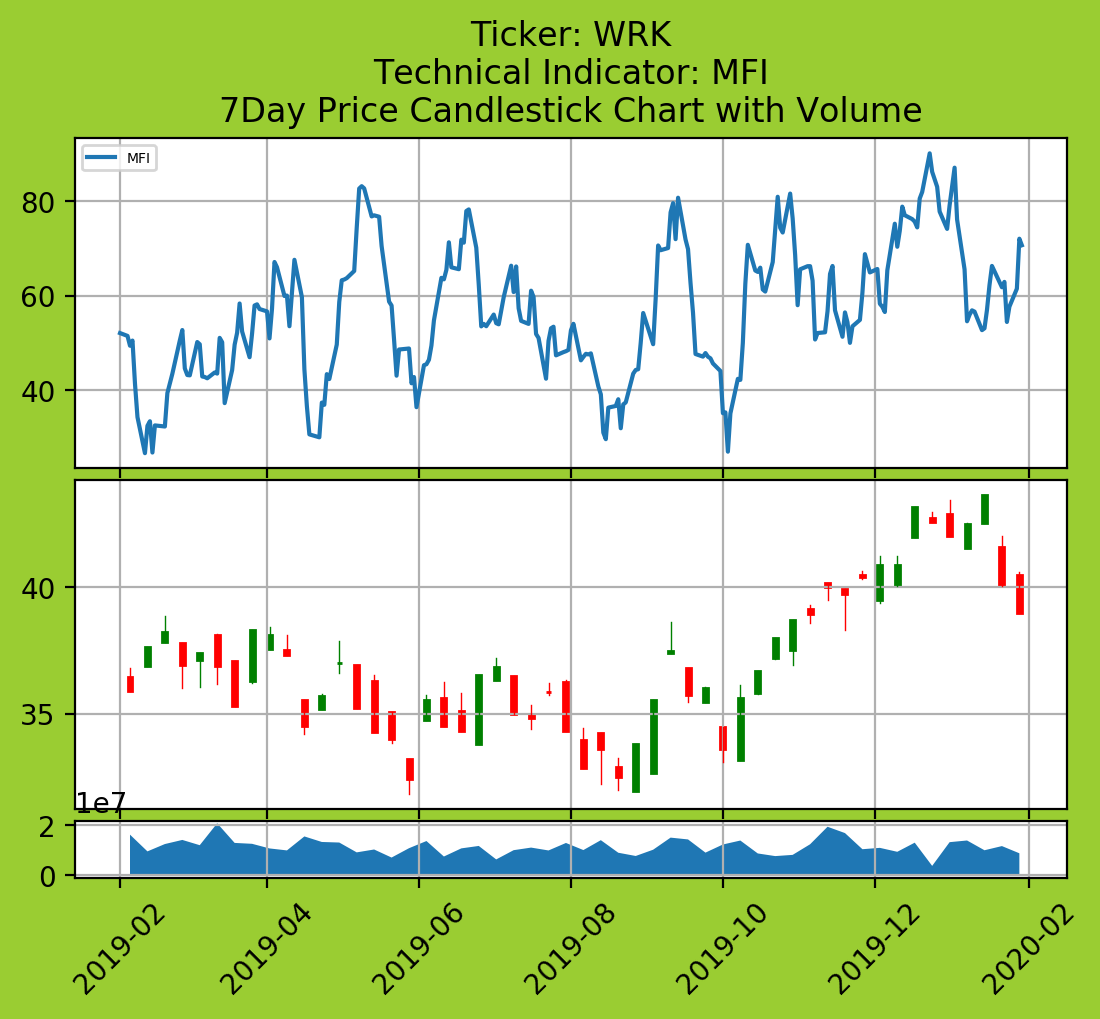 Ticker: WRK
Technical Indicator: MFI
7Day Price Candlestick Chart with Volume
MFI
80
60
40
40
35
1e7
2
0
2019-02
2019-04
2019-06
2019-08
2019-10
2019-12
2020-02